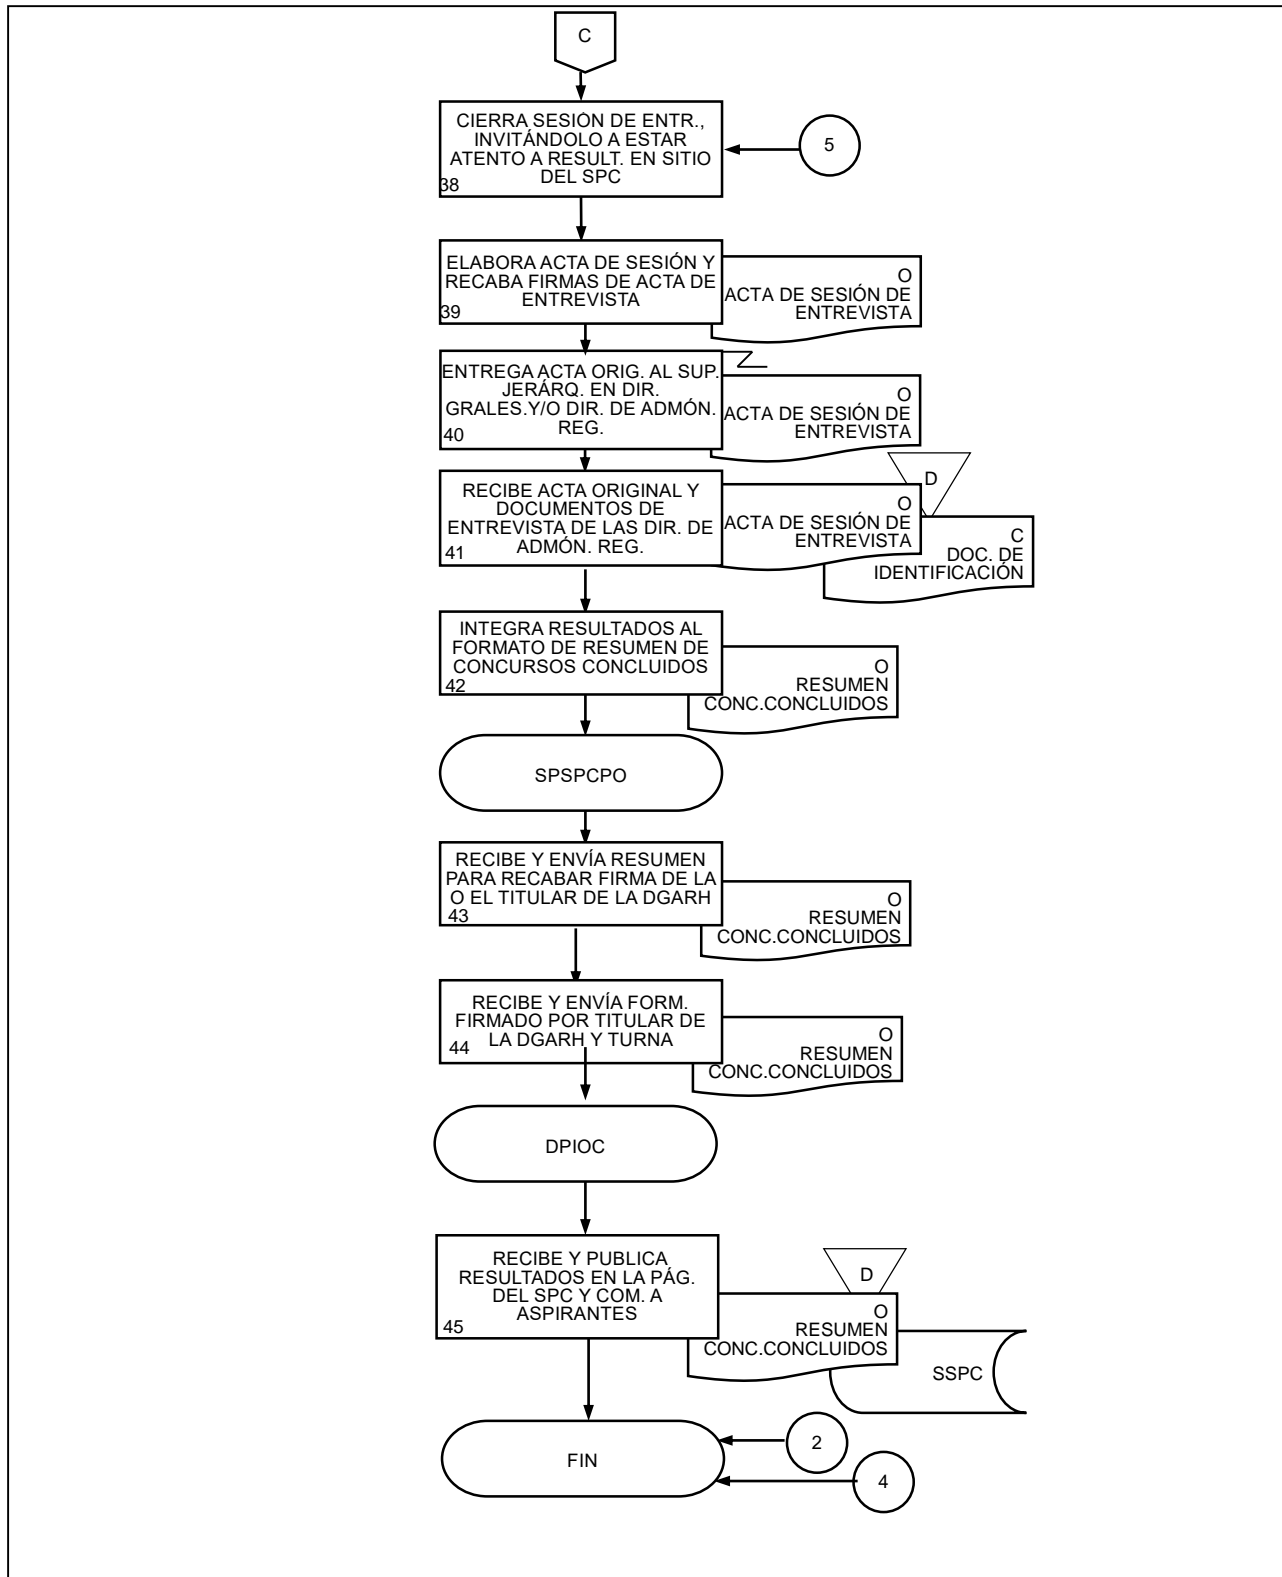 C
CIERRA SESIÓN DE ENTR.,
INVITÁNDOLO A ESTAR
ATENTO A RESULT. EN SITIO
DEL SPC
38
5
ELABORA ACTA DE SESIÓN Y
RECABA FIRMAS DE ACTA DE
ENTREVISTA
39
O
ACTA DE SESIÓN DE
ENTREVISTA
ENTREGA ACTA ORIG. AL SUP.
JERÁRQ. EN DIR.
GRALES.Y/O DIR. DE ADMÓN.
REG.
40
O
ACTA DE SESIÓN DE
ENTREVISTA
RECIBE ACTA ORIGINAL Y
DOCUMENTOS DE
ENTREVISTA DE LAS DIR. DE
ADMÓN. REG.
41
O
ACTA DE SESIÓN DE
ENTREVISTA
D
C
DOC. DE
IDENTIFICACIÓN
INTEGRA RESULTADOS AL
FORMATO DE RESUMEN DE
CONCURSOS CONCLUIDOS
42
O
RESUMEN
CONC.CONCLUIDOS
SPSPCPO
RECIBE Y ENVÍA RESUMEN
PARA RECABAR FIRMA DE LA
O EL TITULAR DE LA DGARH
43
O
RESUMEN
CONC.CONCLUIDOS
RECIBE Y ENVÍA FORM.
FIRMADO POR TITULAR DE
LA DGARH Y TURNA
44
O
RESUMEN
CONC.CONCLUIDOS
DPIOC
RECIBE Y PUBLICA
RESULTADOS EN LA PÁG.
DEL SPC Y COM. A
ASPIRANTES
45
D
O
RESUMEN
CONC.CONCLUIDOS
SSPC
FIN
2
4